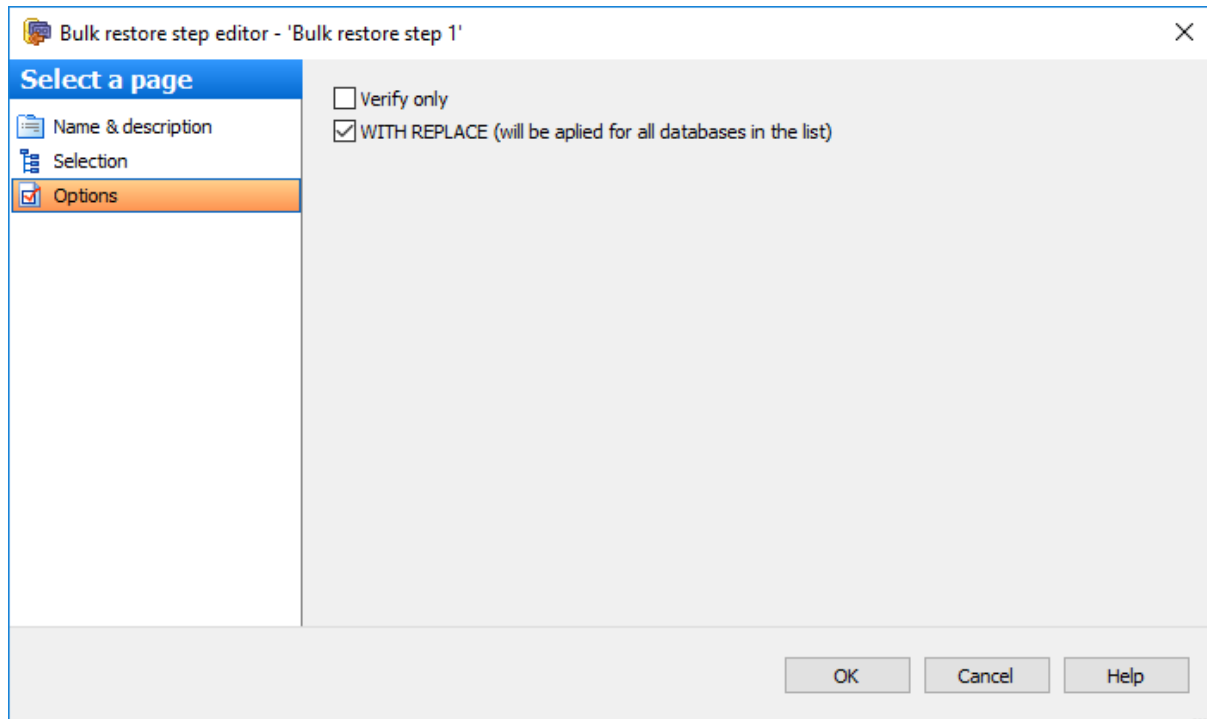 Bulk restore step editor - 'Bulk restore step 1'
Select a page
Name & description
Selection
Options
Verify only
WITH REPLACE (will be aplied for all databases in the list)
OK
Cancel
Help